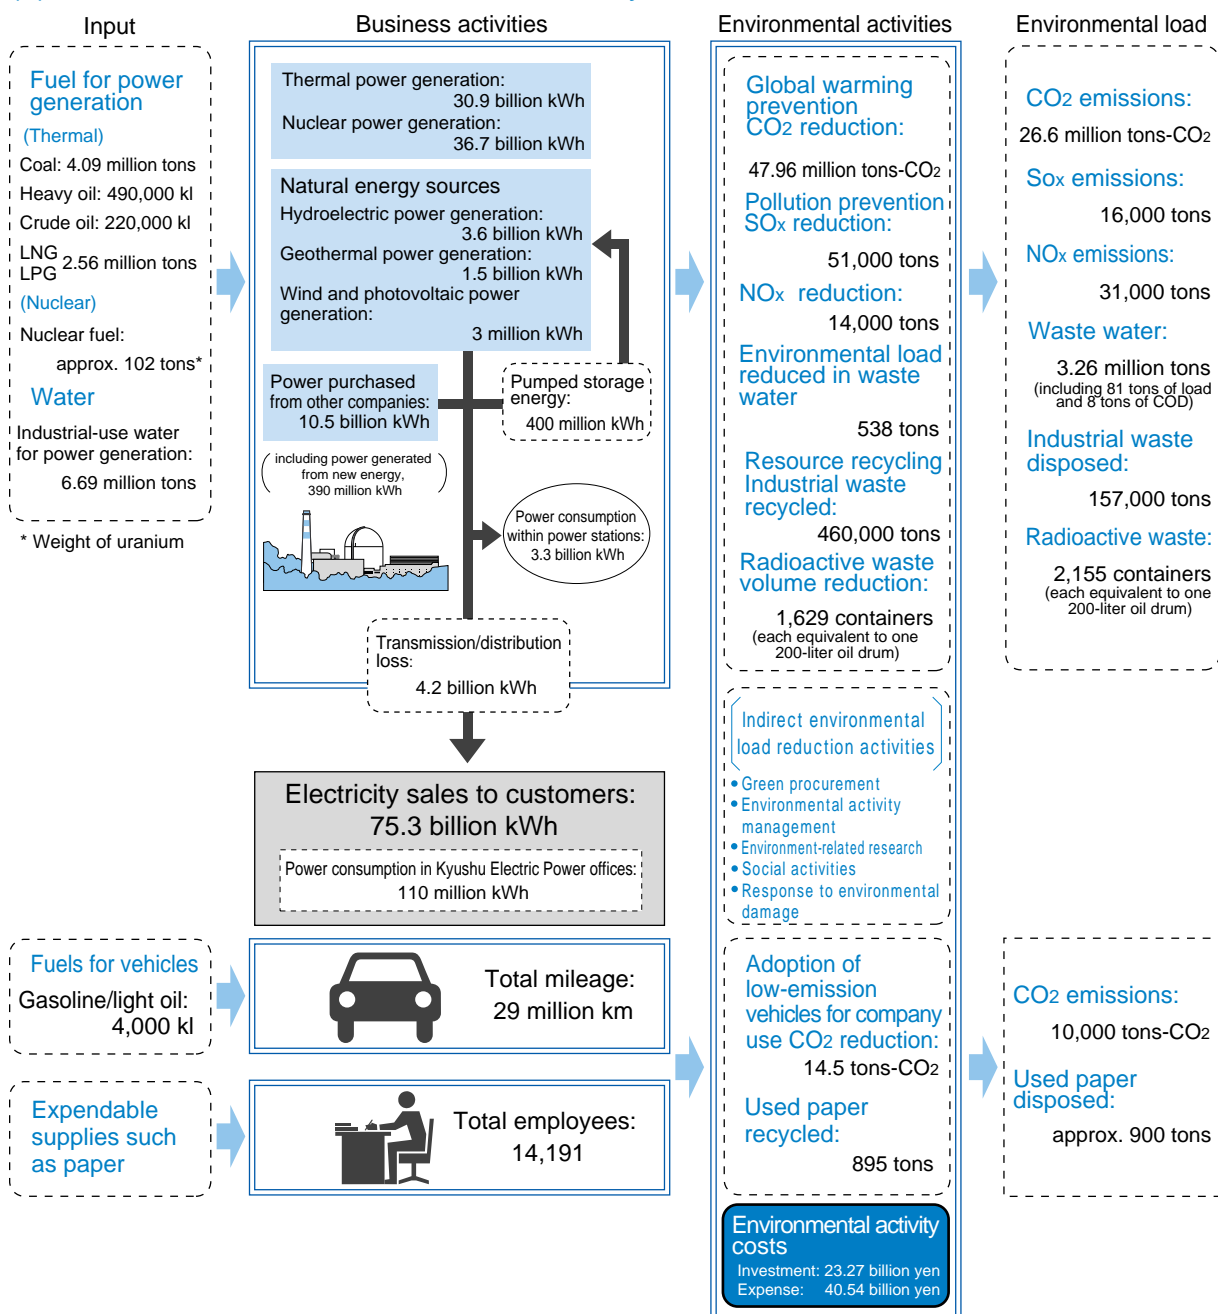 Input
Fuel for power
generation
(Thermal)
Coal: 4.09 million tons
Heavy oil: 490,000 kl
Crude oil: 220,000 kl
LNG
LPG 2.56 million tons
(Nuclear)
Nuclear fuel:
approx. 102 tons*
Water
Industrial-use water
for power generation:
6.69 million tons
* Weight of uranium
Fuels for vehicles
Gasoline/light oil:
4,000 kl
Expendable
supplies such
as paper
Business activities
Thermal power generation:
30.9 billion kWh
Nuclear power generation:
36.7 billion kWh
Natural energy sources
Hydroelectric power generation:
3.6 billion kWh
Geothermal power generation:
1.5 billion kWh
Wind and photovoltaic power
generation:
3 million kWh
Power purchased
from other companies:
10.5 billion kWh
(including power generated
from new energy,
390 million kWh)
Pumped storage
energy:
400 million kWh
Power consumption
within power stations:
3.3 billion kWh
Transmission/distribution
loss:
4.2 billion kWh
Electricity sales to customers:
75.3 billion kWh
Power consumption in Kyushu Electric Power offices:
110 million kWh
Total mileage:
29 million km
Total employees:
14,191
Environmental activities
Global warming
prevention
CO2 reduction:
47.96 million tons-CO2
Pollution prevention
SOx reduction:
51,000 tons
NOx reduction:
14,000 tons
Environmental load
reduced in waste
water
538 tons
Resource recycling
Industrial waste
recycled:
460,000 tons
Radioactive waste
volume reduction:
1,629 containers
(each equivalent to one
200-liter oil drum)
(Indirect environmental
load reduction activities)
• Green procurement
• Environmental activity
management
• Environment-related research
• Social activities
• Response to environmental
damage
Adoption of
low-emission
vehicles for company
use CO2 reduction:
14.5 tons-CO2
Used paper
recycled:
895 tons
Environmental activity
costs
Investment: 23.27 billion yen
Expense: 40.54 billion yen
Environmental load
CO2 emissions:
26.6 million tons-CO2
Sox emissions:
16,000 tons
NOx emissions:
31,000 tons
Waste water:
3.26 million tons
(including 81 tons of load
and 8 tons of COD)
Industrial waste
disposed:
157,000 tons
Radioactive waste:
2,155 containers
(each equivalent to one
200-liter oil drum)
CO2 emissions:
10,000 tons-CO2
Used paper
disposed:
approx. 900 tons